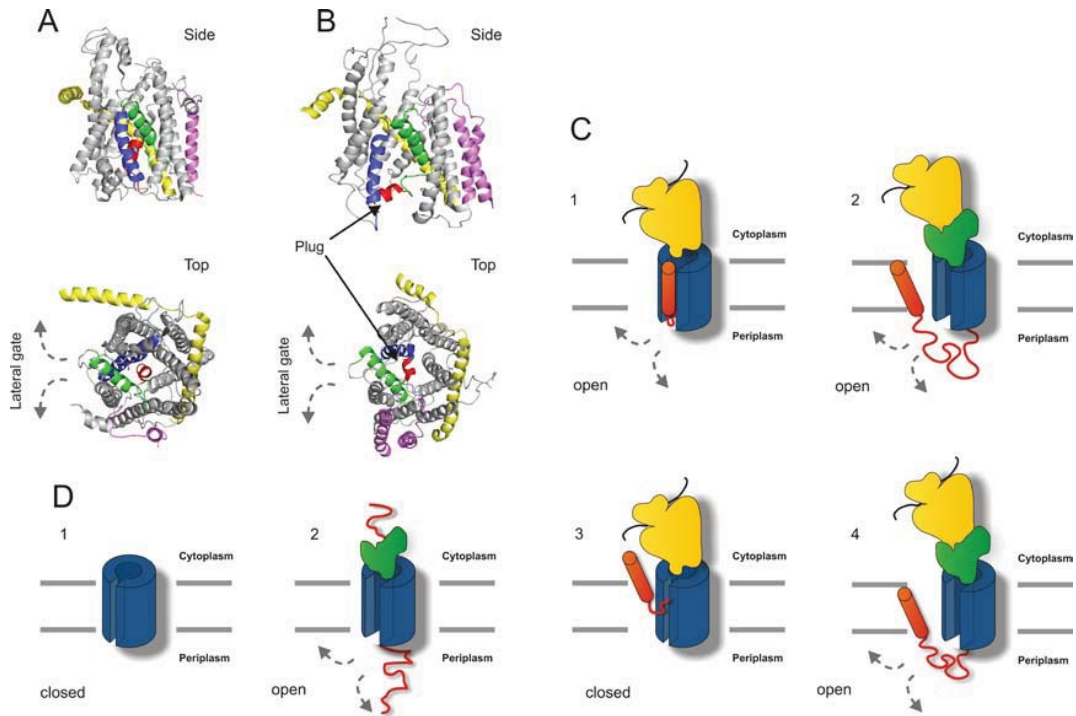 A
Side
B
Side
Plug
Top
Lateral gate
Top
Lateral gate
C
1
Cytoplasm
Periplasm
open
2
Cytoplasm
Periplasm
open
D
1
Cytoplasm
Periplasm
closed
2
Cytoplasm
Periplasm
open
3
Cytoplasm
Periplasm
closed
4
Cytoplasm
Periplasm
open